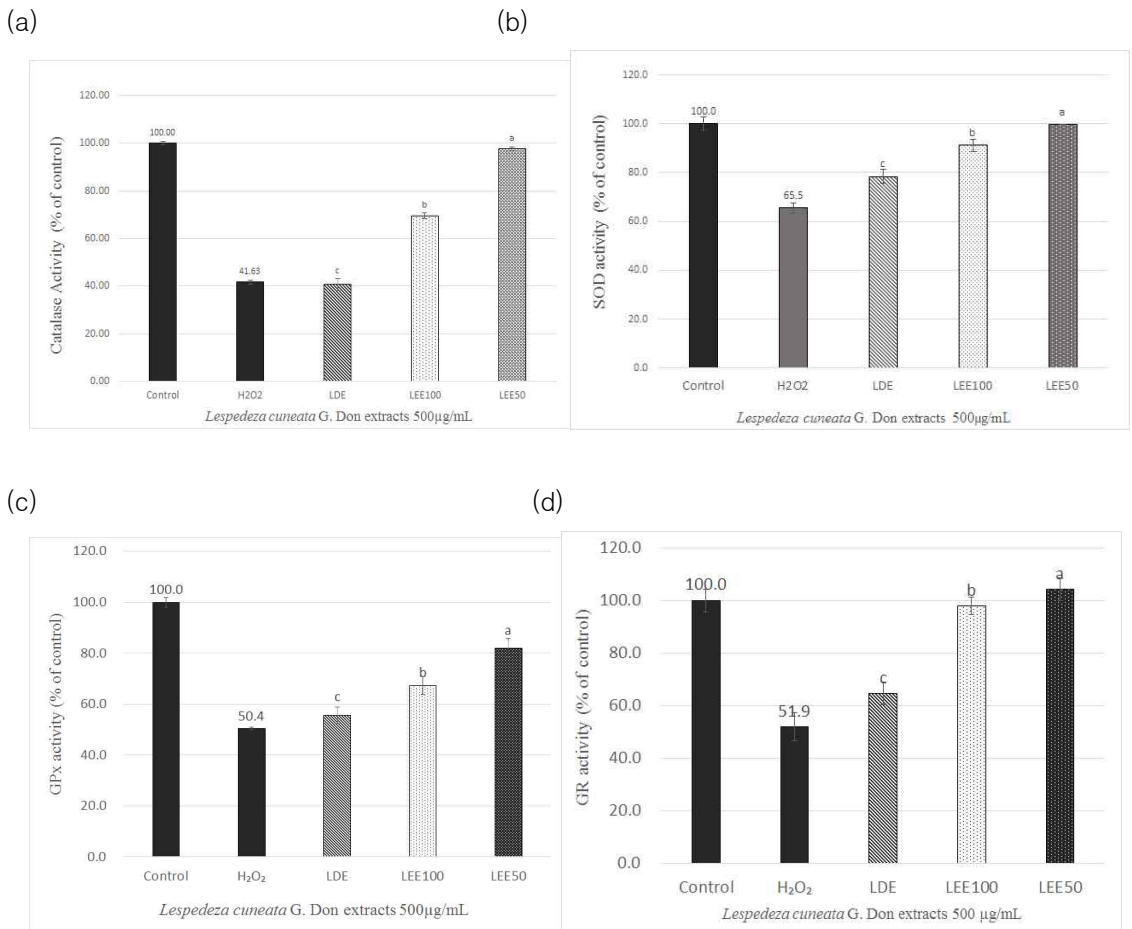 (a)
120.00
100.00
80.00
60.00
40.00
20.00
0.00
Catalase Activity (% of control)
100.00
41.63
c
b
a
Control H2O2 LDE LEE100 LEE50
Lespedeza cuneata G. Don extracts 500µg/mL
(b)
120.0
100.0
80.0
60.0
40.0
20.0
0.0
SOD activity (% of control)
100.0
65.5
c
b
a
Control H2O2 LDE LEE100 LEE50
Lespedeza cuneata G. Don extracts 500µg/mL
(c)
120.0
100.0
80.0
60.0
40.0
20.0
0.0
GPx activity (% of control)
100.0
50.4
c
b
a
Control H₂O₂ LDE LEE100 LEE50
Lespedeza cuneata G. Don extracts 500µg/mL
(d)
120.0
100.0
80.0
60.0
40.0
20.0
0.0
GR activity (% of control)
100.0
51.9
c
b
a
Control H₂O₂ LDE LEE100 LEE50
Lespedeza cuneata G. Don extracts 500 µg/mL